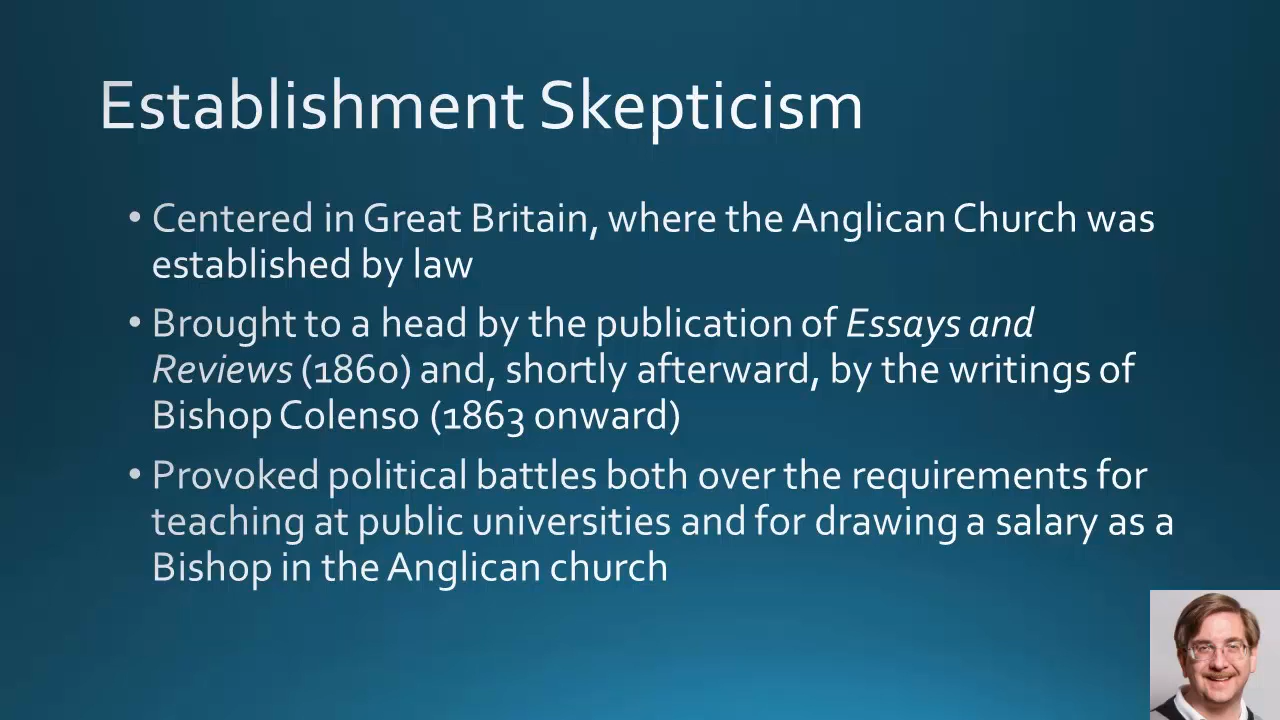 Establishment Skepticism
• Centered in Great Britain, where the Anglican Church was
established by law
• Brought to a head by the publication of Essays and
Reviews (1860) and, shortly afterward, by the writings of
Bishop Colenso (1863 onward)
• Provoked political battles both over the requirements for
teaching at public universities and for drawing a salary as a
Bishop in the Anglican church